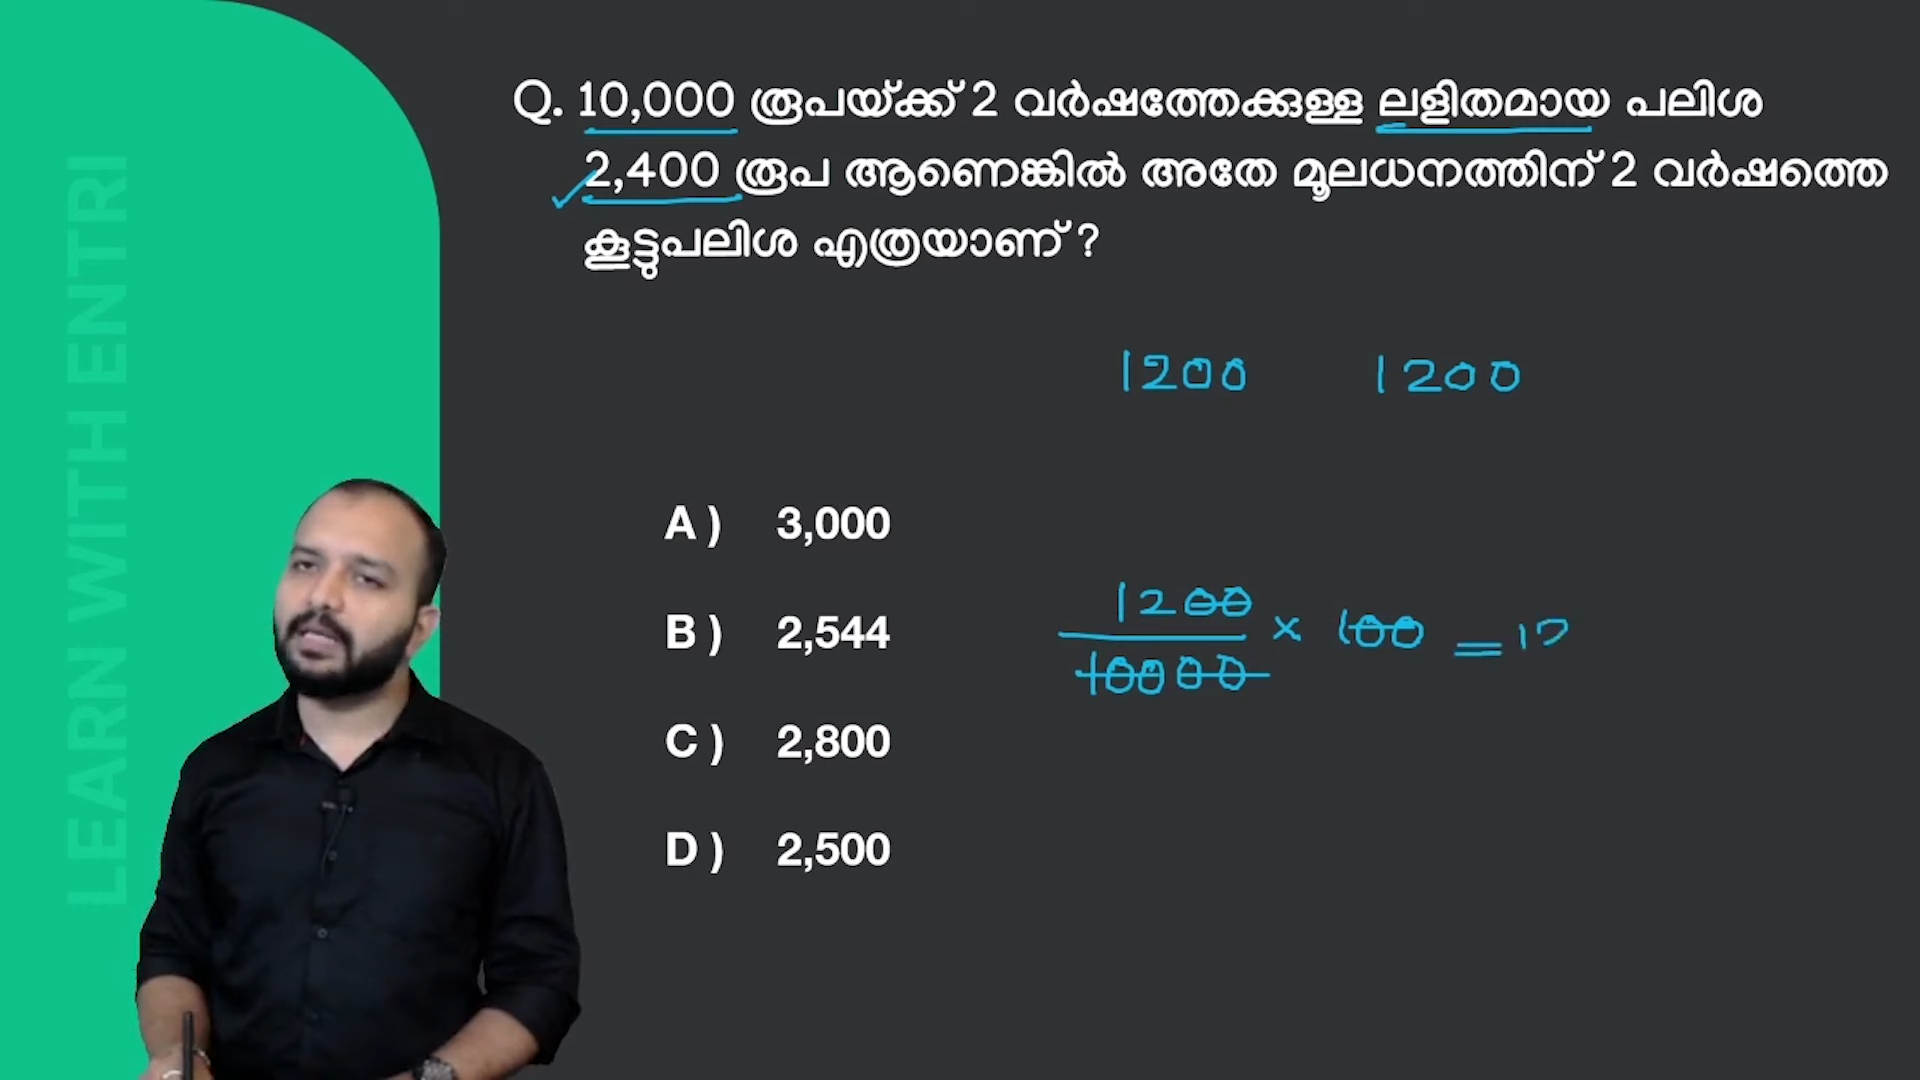 LEARN WITH ENTRI
Q. 10,000 രൂപയ്ക്ക് 2 വർഷത്തേക്കുള്ള ലളിതമായ പലിശ
2,400 രൂപ ആണെങ്കിൽ അതേ മൂലധനത്തിന് 2 വർഷത്തെ
കൂട്ടുപലിശ എത്രയാണ് ?
1200 1200
A ) 3,000
B ) 2,544
C ) 2,800
D ) 2,500
1200
10000
× 100 = 12